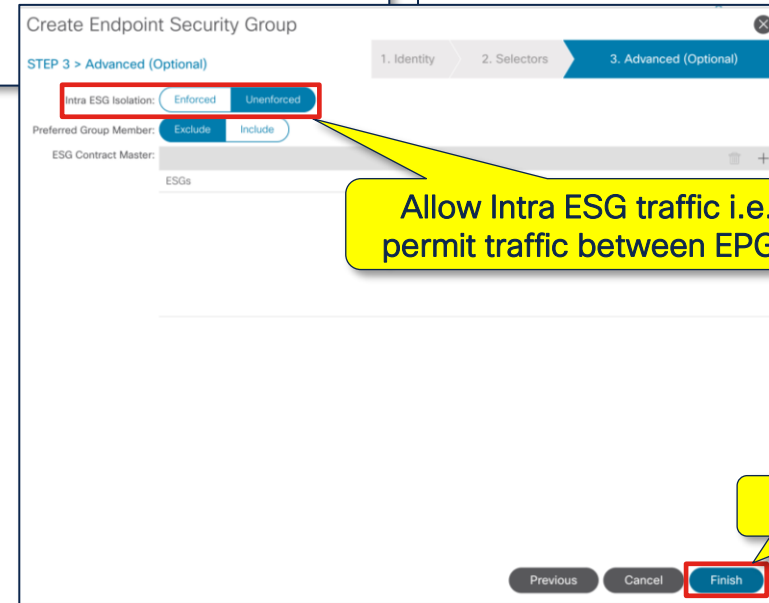 Create Endpoint Security Group
STEP 3 > Advanced (Optional)
1. Identity
2. Selectors
3. Advanced (Optional)
Intra ESG Isolation:
Enforced
Unenforced
Preferred Group Member:
Exclude
Include
ESG Contract Master:
ESGs
Allow Intra ESG traffic i.e.
permit traffic between EPG
Previous
Cancel
Finish